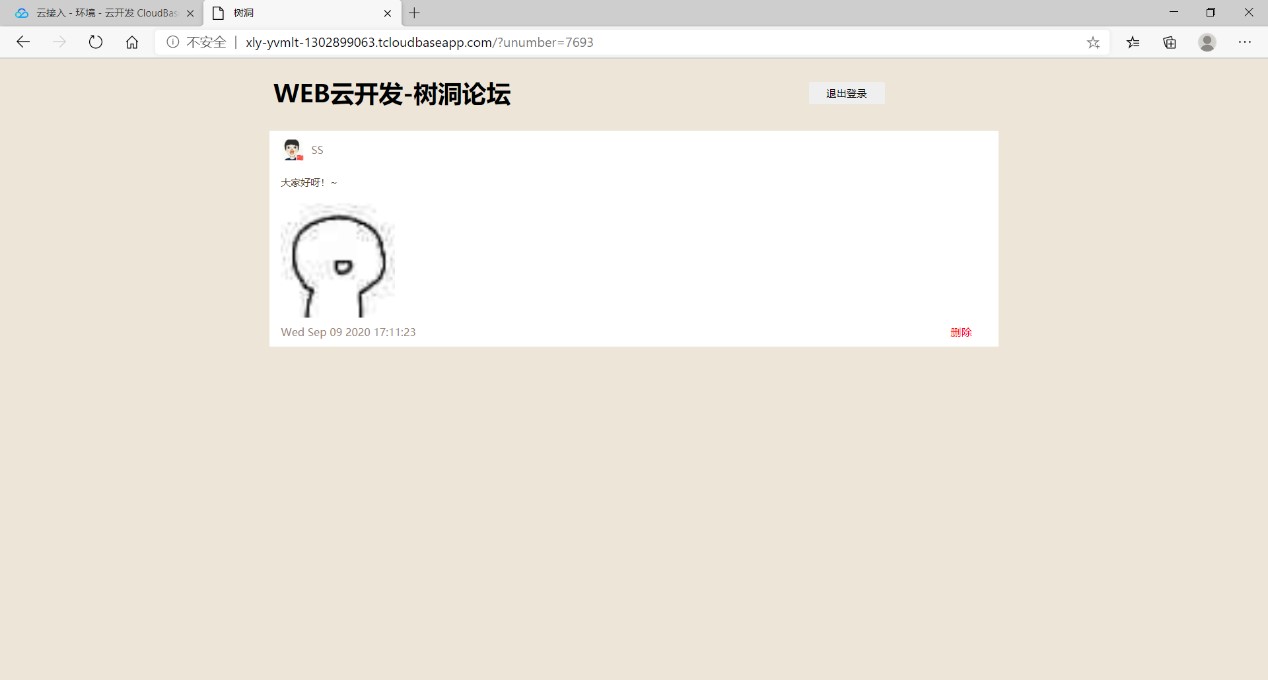 云接入 - 环境 - 云开发 CloudBas
树洞
不安全 | xly-yvmlt-1302899063.tcloudbaseapp.com/?unumber=7693
WEB云开发-树洞论坛
退出登录
SS
大家好呀！~
Wed Sep 09 2020 17:11:23
删除